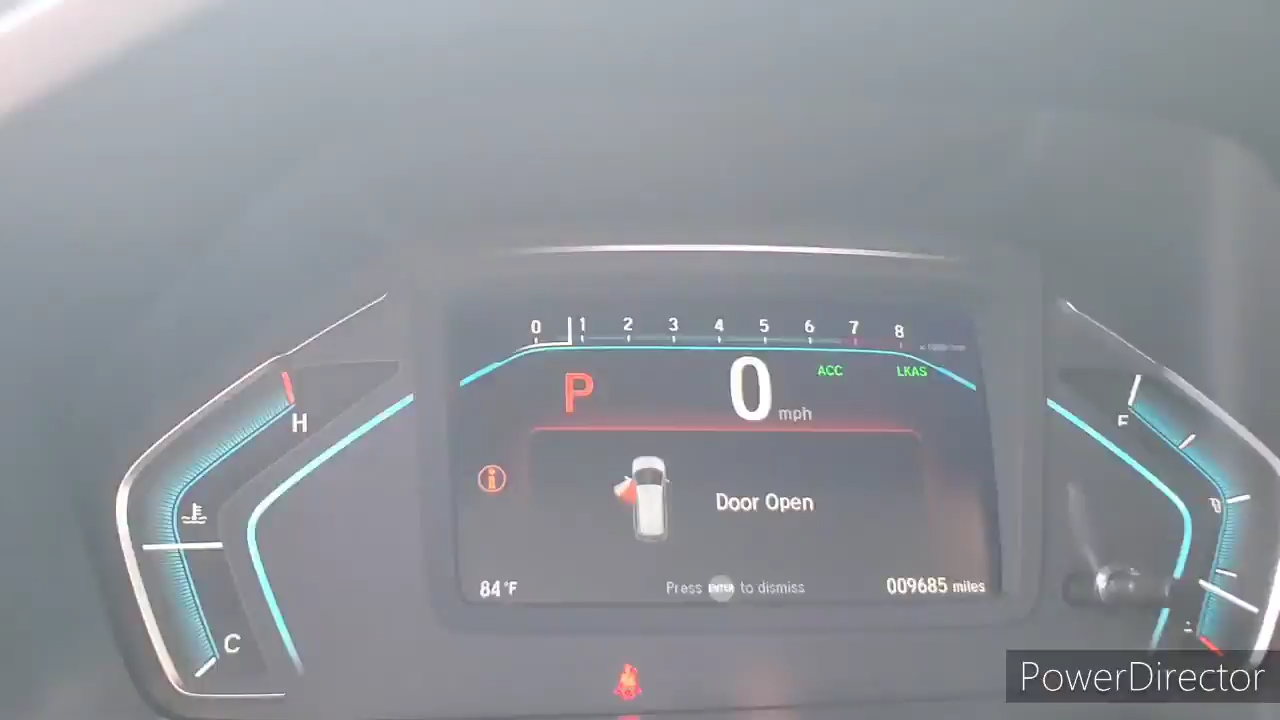 0 1 2 3 4 5 6 7 8
P 0 mph ACC LKAS
H
F
Door Open
84°F
Press ENTER to dismiss
009685 miles
C
PowerDirector